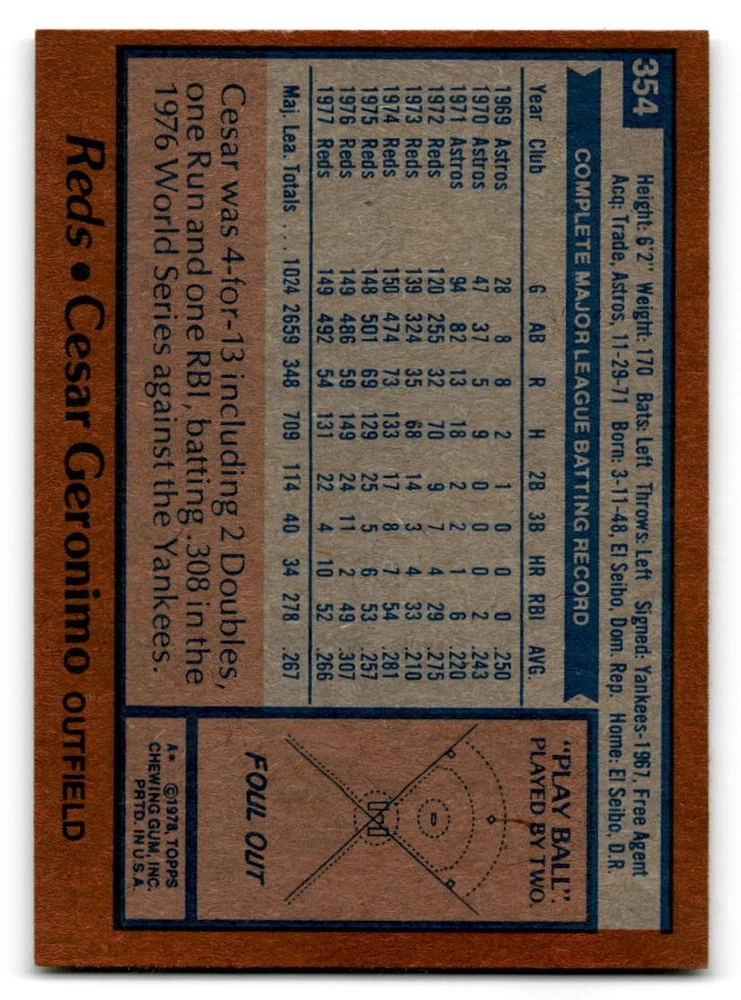 354
Height: 6'2" Weight: 170 Bats: Left Throws: Left Signed: Yankees-1967, Free Agent
Acq: Trade, Astros, 11-29-71 Born: 3-11-48, El Seibo, Dom. Rep. Home: El Seibo, D.R.
COMPLETE MAJOR LEAGUE BATTING RECORD
Year Club G AB R H 2B 3B HR RBI AVG.
1969 Astros 28 8 8 2 1 0 0 0 .250
1970 Astros 47 37 5 9 0 0 0 2 .243
1971 Astros 94 82 13 18 2 2 1 6 .220
1972 Reds 120 255 32 70 9 7 4 29 .275
1973 Reds 139 324 35 68 14 3 4 33 .210
1974 Reds 150 474 73 133 17 8 7 54 .281
1975 Reds 148 501 69 129 25 5 6 53 .257
1976 Reds 149 486 59 149 24 11 2 49 .307
1977 Reds 149 492 54 131 22 4 10 52 .266
Maj. Lea. Totals .... 1024 2659 348 709 114 40 34 278 .267
Cesar was 4-for-13 including 2 Doubles,
one Run and one RBI, batting .308 in the
1976 World Series against the Yankees.
"PLAY BALL".
PLAYED BY TWO.
FOUL OUT
A* ©1978, TOPPS
CHEWING GUM, INC.
PRTD. IN U.S.A.
Reds • Cesar Geronimo OUTFIELD